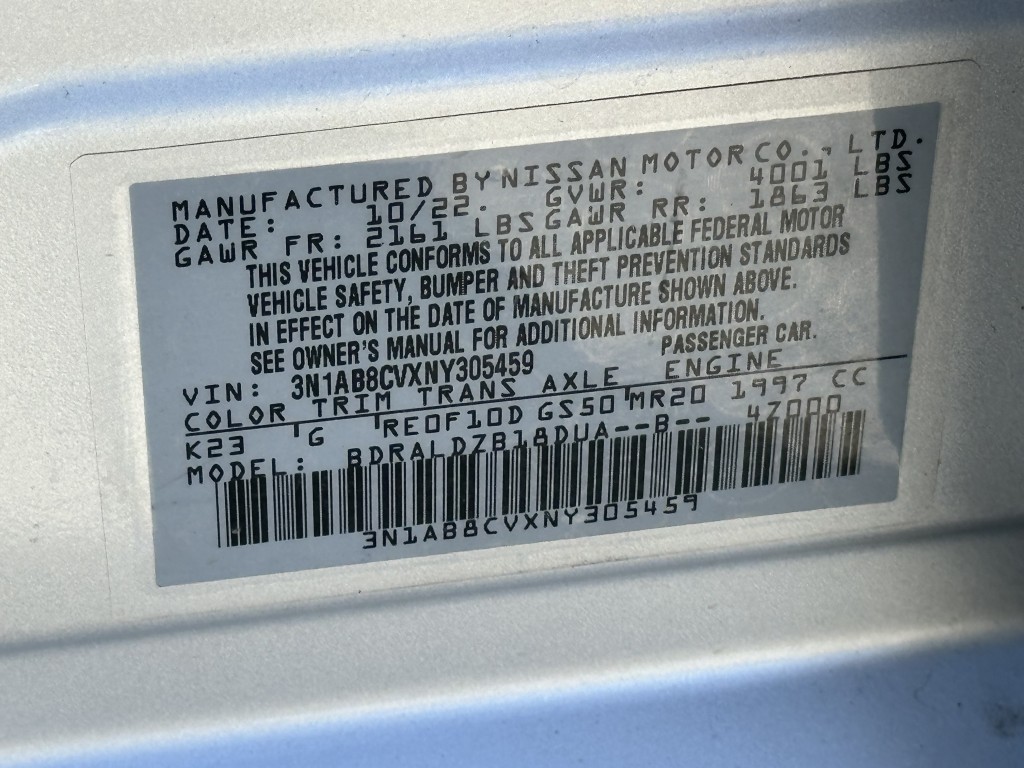 MANUFACTURED BY NISSAN MOTOR CO., LTD.
DATE: 10/22. GVWR: 4001 LBS
GAWR FR: 2161 LBS GAWR RR: 1863 LBS
THIS VEHICLE CONFORMS TO ALL APPLICABLE FEDERAL MOTOR
VEHICLE SAFETY, BUMPER AND THEFT PREVENTION STANDARDS
IN EFFECT ON THE DATE OF MANUFACTURE SHOWN ABOVE.
SEE OWNER'S MANUAL FOR ADDITIONAL INFORMATION.
VIN: 3N1AB8CVXNY305459 PASSENGER CAR.
COLOR TRIM TRANS AXLE ENGINE
K23 G RE0F10D GS50 MR20 1997 CC
MODEL: BDRALDZB18DUA--B-- 47000
3N1AB8CVXNY305459